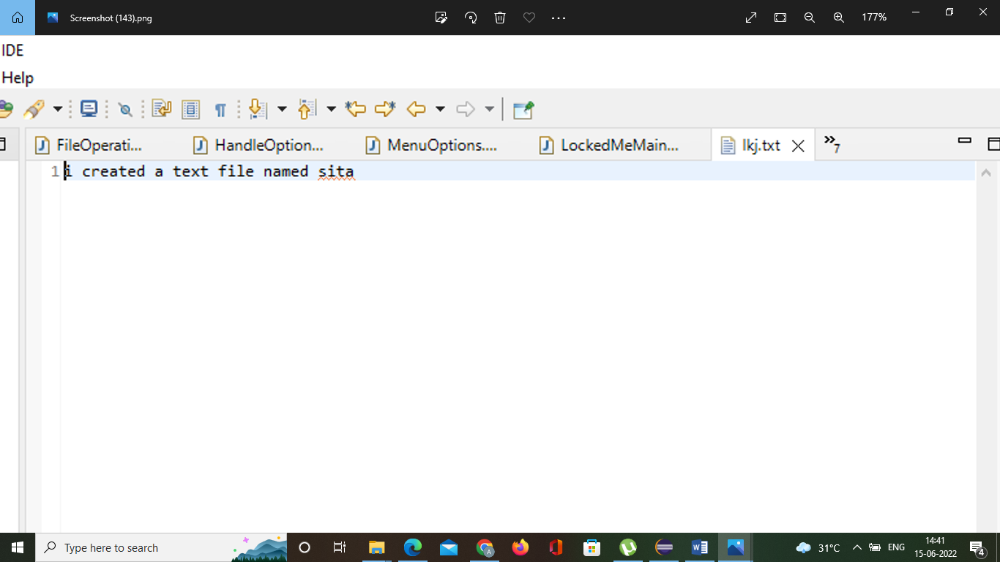 Screenshot (143).png
177%
IDE
Help
FileOperati... HandleOption... MenuOptions.... LockedMeMain... lkj.txt »7
1 i created a text file named sita
Type here to search
31°C ENG 14:41
15-06-2022 4